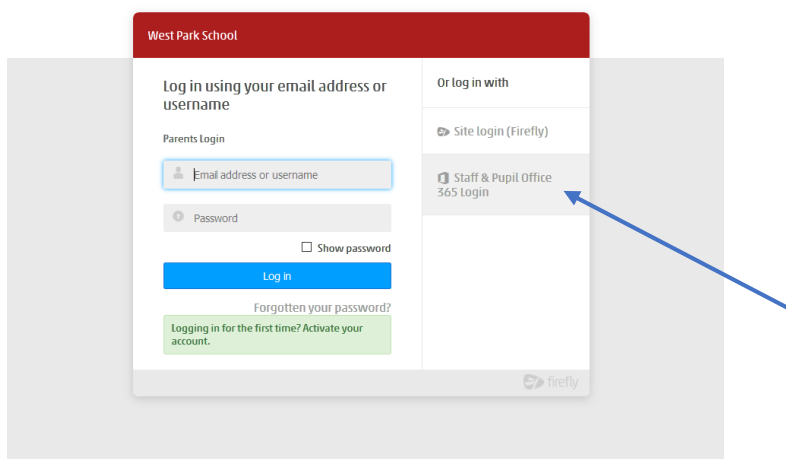 West Park School
Log in using your email address or
username
Parents Login
Email address or username
Password
Show password
Log in
Forgotten your password?
Logging in for the first time? Activate your
account.
Or log in with
Site login (Firefly)
Staff & Pupil Office
365 Login
firefly